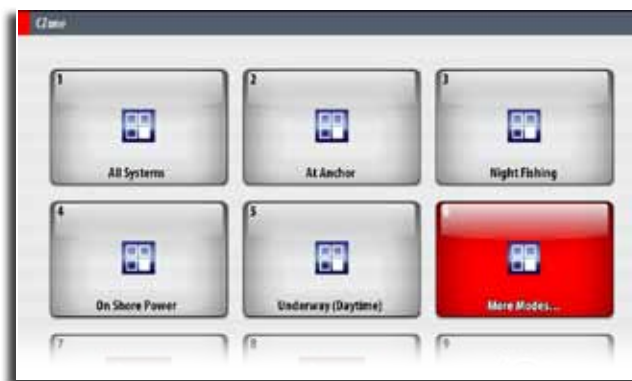 CZone
1 2 3
All Systems At Anchor Night Fishing
4 5 6
On Shore Power Underway (Daytime) More Modes...
7 8 9